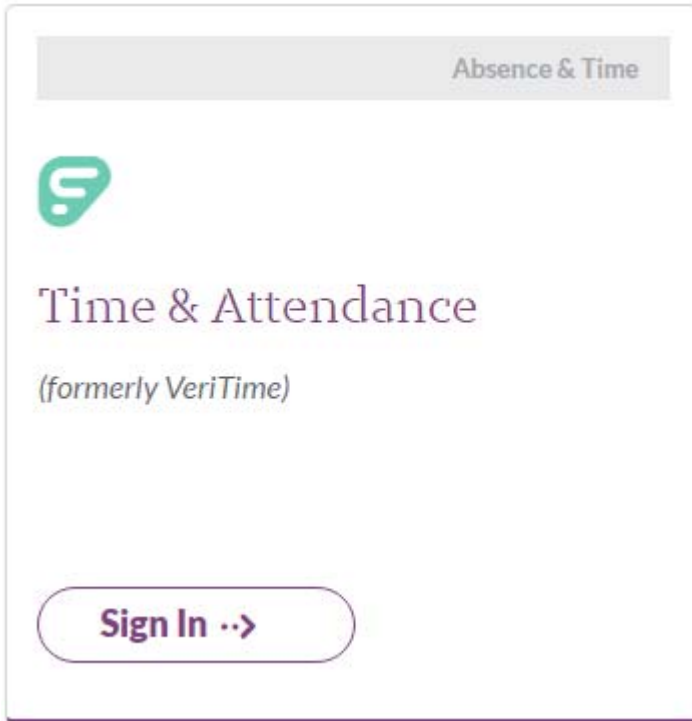 Absence & Time
Time & Attendance
(formerly VeriTime)
Sign In